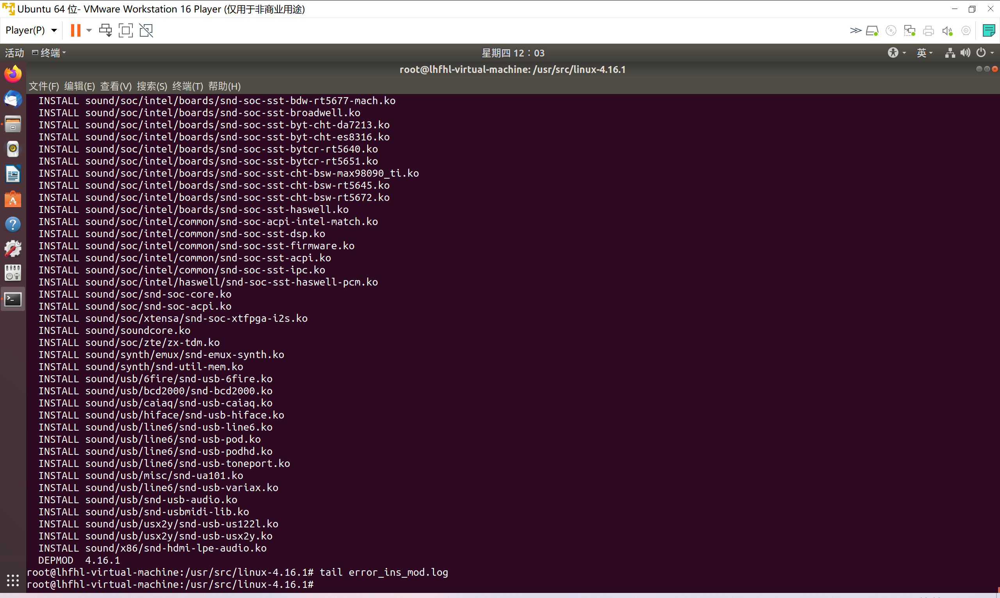 Ubuntu 64 位- VMware Workstation 16 Player (仅用于非商业用途)
Player(P)
活动 终端 星期四 12:03 英
root@lhfhl-virtual-machine: /usr/src/linux-4.16.1
文件(F) 编辑(E) 查看(V) 搜索(S) 终端(T) 帮助(H)
INSTALL sound/soc/intel/boards/snd-soc-sst-bdw-rt5677-mach.ko
INSTALL sound/soc/intel/boards/snd-soc-sst-broadwell.ko
INSTALL sound/soc/intel/boards/snd-soc-sst-byt-cht-da7213.ko
INSTALL sound/soc/intel/boards/snd-soc-sst-byt-cht-es8316.ko
INSTALL sound/soc/intel/boards/snd-soc-sst-bytcr-rt5640.ko
INSTALL sound/soc/intel/boards/snd-soc-sst-bytcr-rt5651.ko
INSTALL sound/soc/intel/boards/snd-soc-sst-cht-bsw-max98090_ti.ko
INSTALL sound/soc/intel/boards/snd-soc-sst-cht-bsw-rt5645.ko
INSTALL sound/soc/intel/boards/snd-soc-sst-cht-bsw-rt5672.ko
INSTALL sound/soc/intel/boards/snd-soc-sst-haswell.ko
INSTALL sound/soc/intel/common/snd-soc-acpi-intel-match.ko
INSTALL sound/soc/intel/common/snd-soc-sst-dsp.ko
INSTALL sound/soc/intel/common/snd-soc-sst-firmware.ko
INSTALL sound/soc/intel/common/snd-soc-sst-acpi.ko
INSTALL sound/soc/intel/common/snd-soc-sst-ipc.ko
INSTALL sound/soc/intel/haswell/snd-soc-sst-haswell-pcm.ko
INSTALL sound/soc/snd-soc-core.ko
INSTALL sound/soc/snd-soc-acpi.ko
INSTALL sound/soc/xtensa/snd-soc-xtfpga-i2s.ko
INSTALL sound/soundcore.ko
INSTALL sound/soc/zte/zx-tdm.ko
INSTALL sound/synth/emux/snd-emux-synth.ko
INSTALL sound/synth/snd-util-mem.ko
INSTALL sound/usb/6fire/snd-usb-6fire.ko
INSTALL sound/usb/bcd2000/snd-bcd2000.ko
INSTALL sound/usb/caiaq/snd-usb-caiaq.ko
INSTALL sound/usb/hiface/snd-usb-hiface.ko
INSTALL sound/usb/line6/snd-usb-line6.ko
INSTALL sound/usb/line6/snd-usb-pod.ko
INSTALL sound/usb/line6/snd-usb-podhd.ko
INSTALL sound/usb/line6/snd-usb-toneport.ko
INSTALL sound/usb/misc/snd-ua101.ko
INSTALL sound/usb/line6/snd-usb-variax.ko
INSTALL sound/usb/snd-usb-audio.ko
INSTALL sound/usb/snd-usbmidi-lib.ko
INSTALL sound/usb/usx2y/snd-usb-us122l.ko
INSTALL sound/usb/usx2y/snd-usb-usx2y.ko
INSTALL sound/x86/snd-hdmi-lpe-audio.ko
DEPMOD 4.16.1
root@lhfhl-virtual-machine:/usr/src/linux-4.16.1# tail error_ins_mod.log
root@lhfhl-virtual-machine:/usr/src/linux-4.16.1#